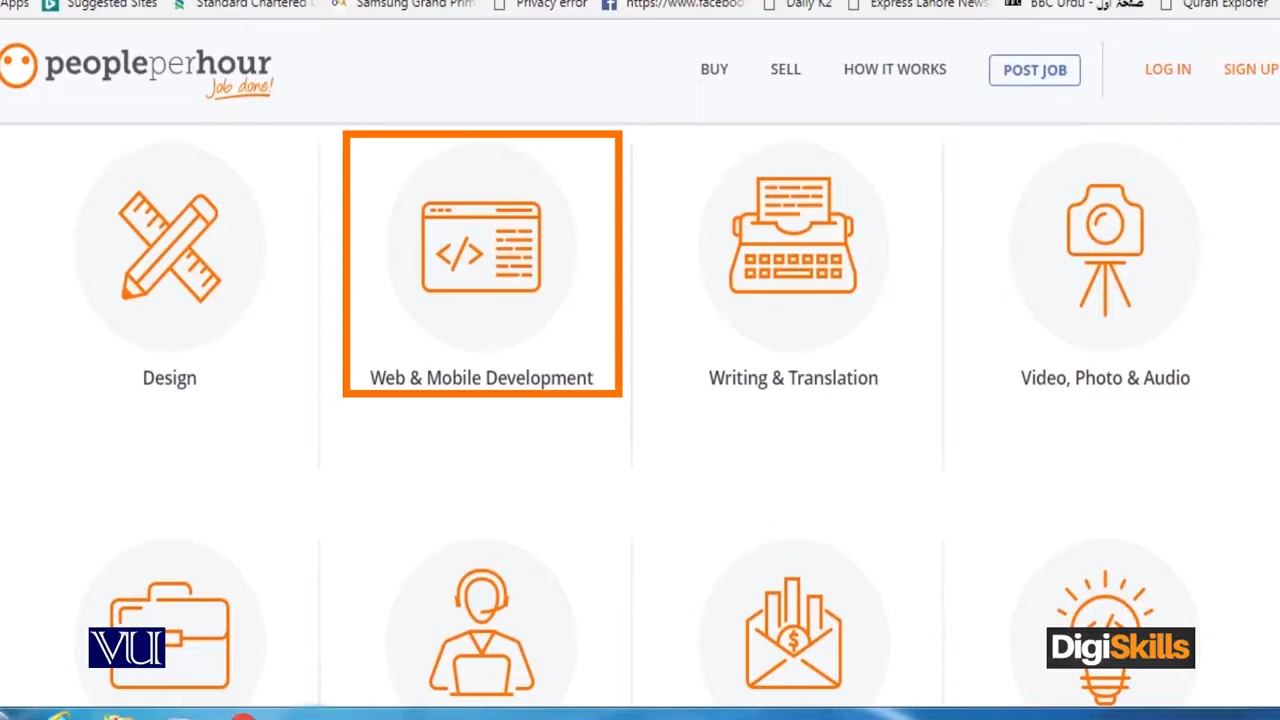 Apps Suggested Sites Standard Chartered Samsung Grand Prim Privacy error https://www.faceboo Daily K2 Express Lahore News BBC Urdu - صفحۂ اول Quran Explorer
peopleperhour
Job done!
BUY SELL HOW IT WORKS POST JOB LOG IN SIGN UP
Design Web & Mobile Development Writing & Translation Video, Photo & Audio
VU DigiSkills